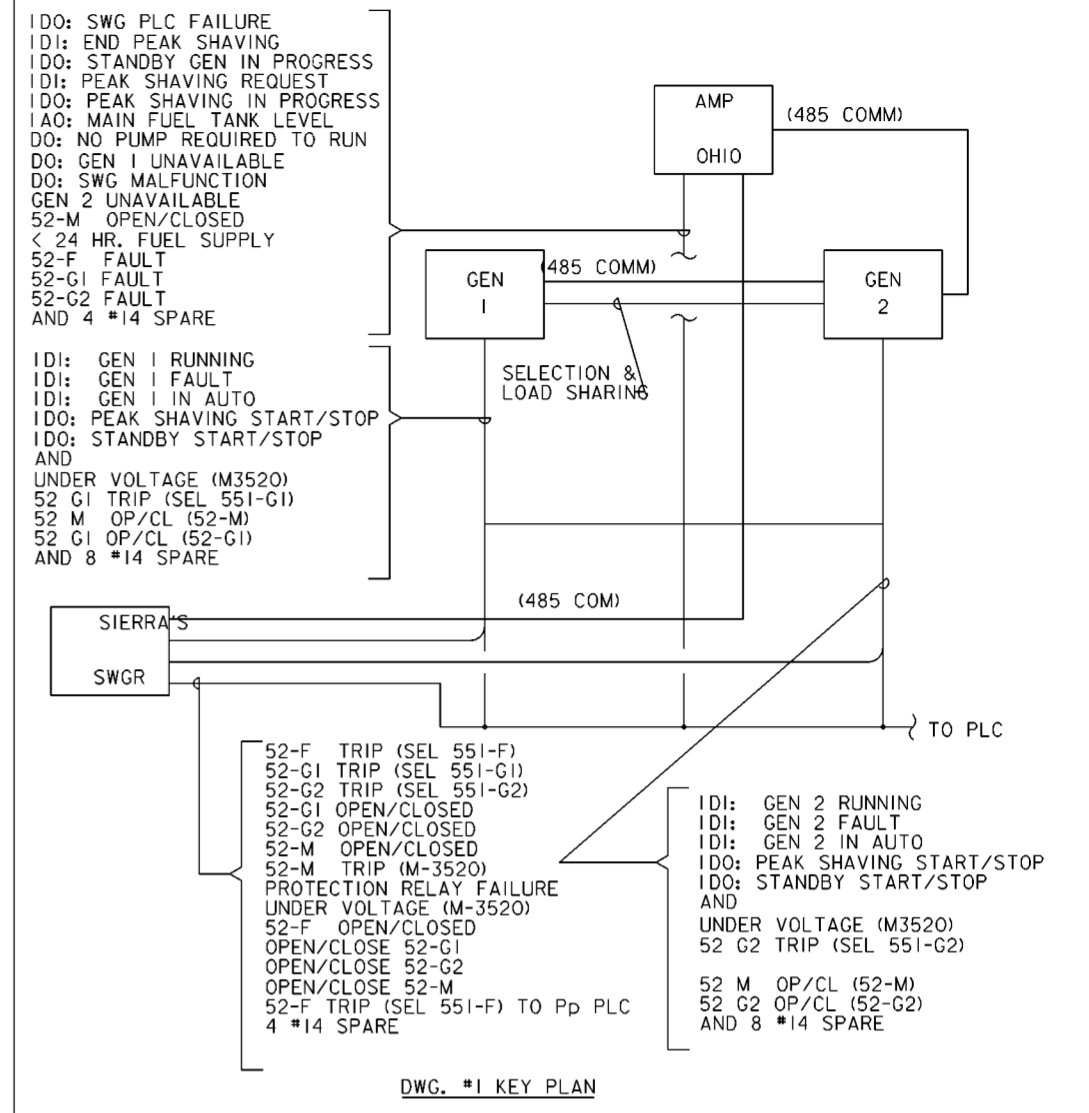 IDO: SWG PLC FAILURE
IDI: END PEAK SHAVING
IDO: STANDBY GEN IN PROGRESS
IDI: PEAK SHAVING REQUEST
IDO: PEAK SHAVING IN PROGRESS
IAO: MAIN FUEL TANK LEVEL
DO: NO PUMP REQUIRED TO RUN
DO: GEN I UNAVAILABLE
DO: SWG MALFUNCTION
GEN 2 UNAVAILABLE
52-M OPEN/CLOSED
< 24 HR. FUEL SUPPLY
52-F FAULT
52-GI FAULT
52-G2 FAULT
AND 4 #14 SPARE
AMP
OHIO
(485 COMM)
GEN
I
(485 COMM)
GEN
2
SELECTION &
LOAD SHARING
IDI: GEN I RUNNING
IDI: GEN I FAULT
IDI: GEN I IN AUTO
IDO: PEAK SHAVING START/STOP
IDO: STANDBY START/STOP
AND
UNDER VOLTAGE (M3520)
52 GI TRIP (SEL 551-GI)
52 M OP/CL (52-M)
52 GI OP/CL (52-GI)
AND 8 #14 SPARE
(485 COM)
SIERRA'S
SWGR
TO PLC
52-F TRIP (SEL 551-F)
52-GI TRIP (SEL 551-GI)
52-G2 TRIP (SEL 551-G2)
52-GI OPEN/CLOSED
52-G2 OPEN/CLOSED
52-M OPEN/CLOSED
52-M TRIP (M-3520)
PROTECTION RELAY FAILURE
UNDER VOLTAGE (M-3520)
52-F OPEN/CLOSED
OPEN/CLOSE 52-GI
OPEN/CLOSE 52-G2
OPEN/CLOSE 52-M
52-F TRIP (SEL 551-F) TO Pp PLC
4 #14 SPARE
IDI: GEN 2 RUNNING
IDI: GEN 2 FAULT
IDI: GEN 2 IN AUTO
IDO: PEAK SHAVING START/STOP
IDO: STANDBY START/STOP
AND
UNDER VOLTAGE (M3520)
52 G2 TRIP (SEL 551-G2)
52 M OP/CL (52-M)
52 G2 OP/CL (52-G2)
AND 8 #14 SPARE
DWG. #1 KEY PLAN